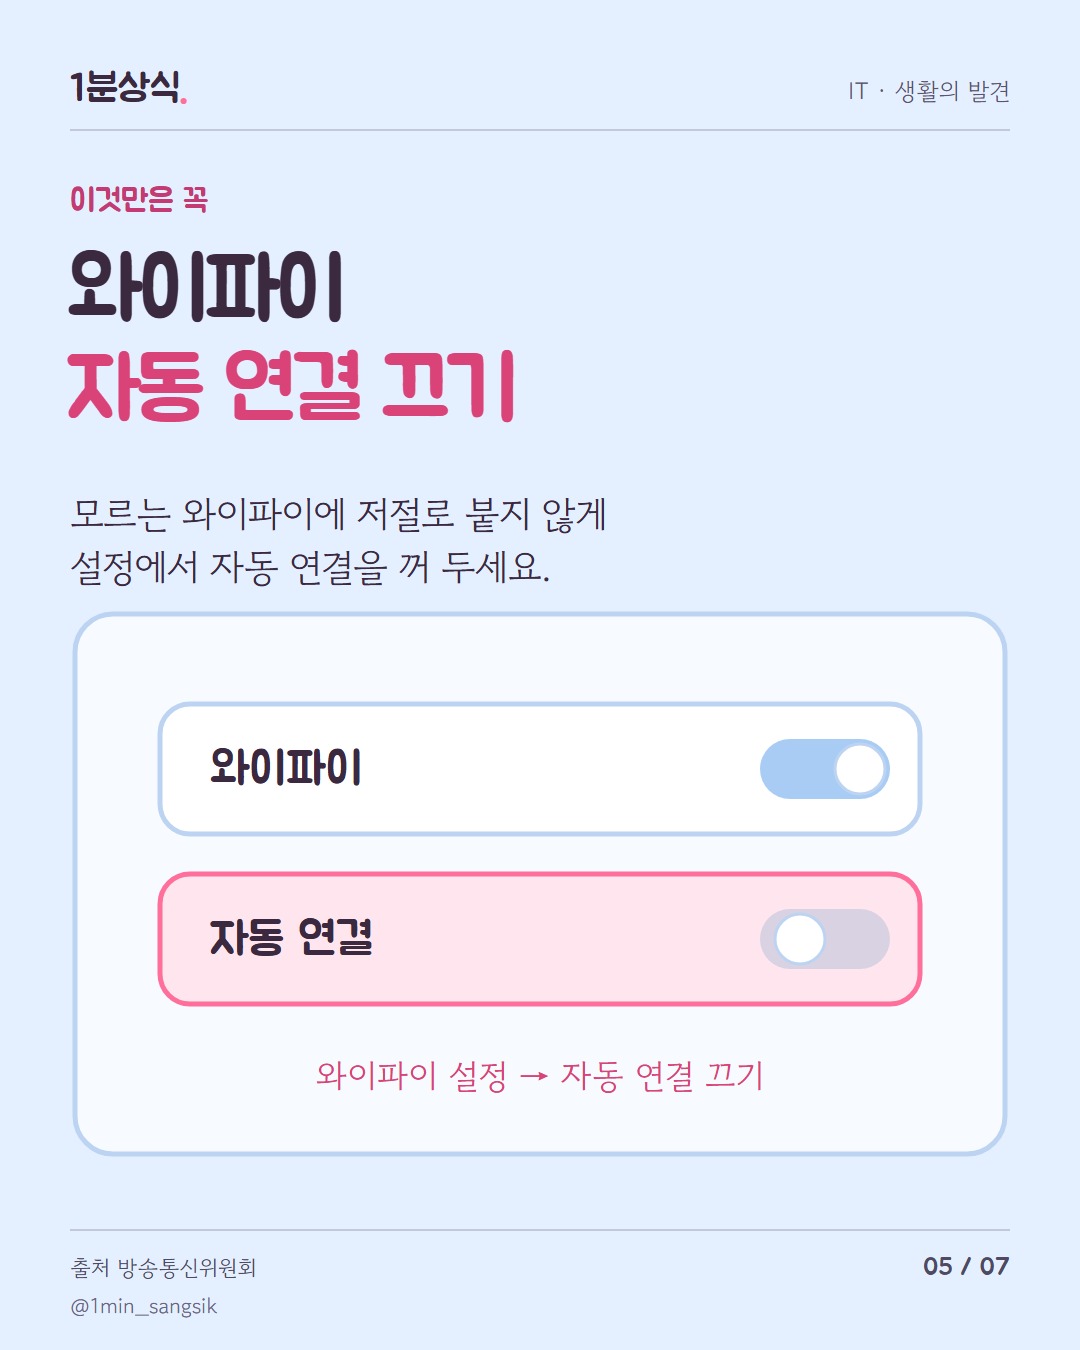 1분상식.
IT · 생활의 발견
이것만은 꼭
와이파이
자동 연결 끄기
모르는 와이파이에 저절로 붙지 않게
설정에서 자동 연결을 꺼 두세요.
와이파이
자동 연결
와이파이 설정 → 자동 연결 끄기
출처 방송통신위원회
05 / 07
@1min_sangsik